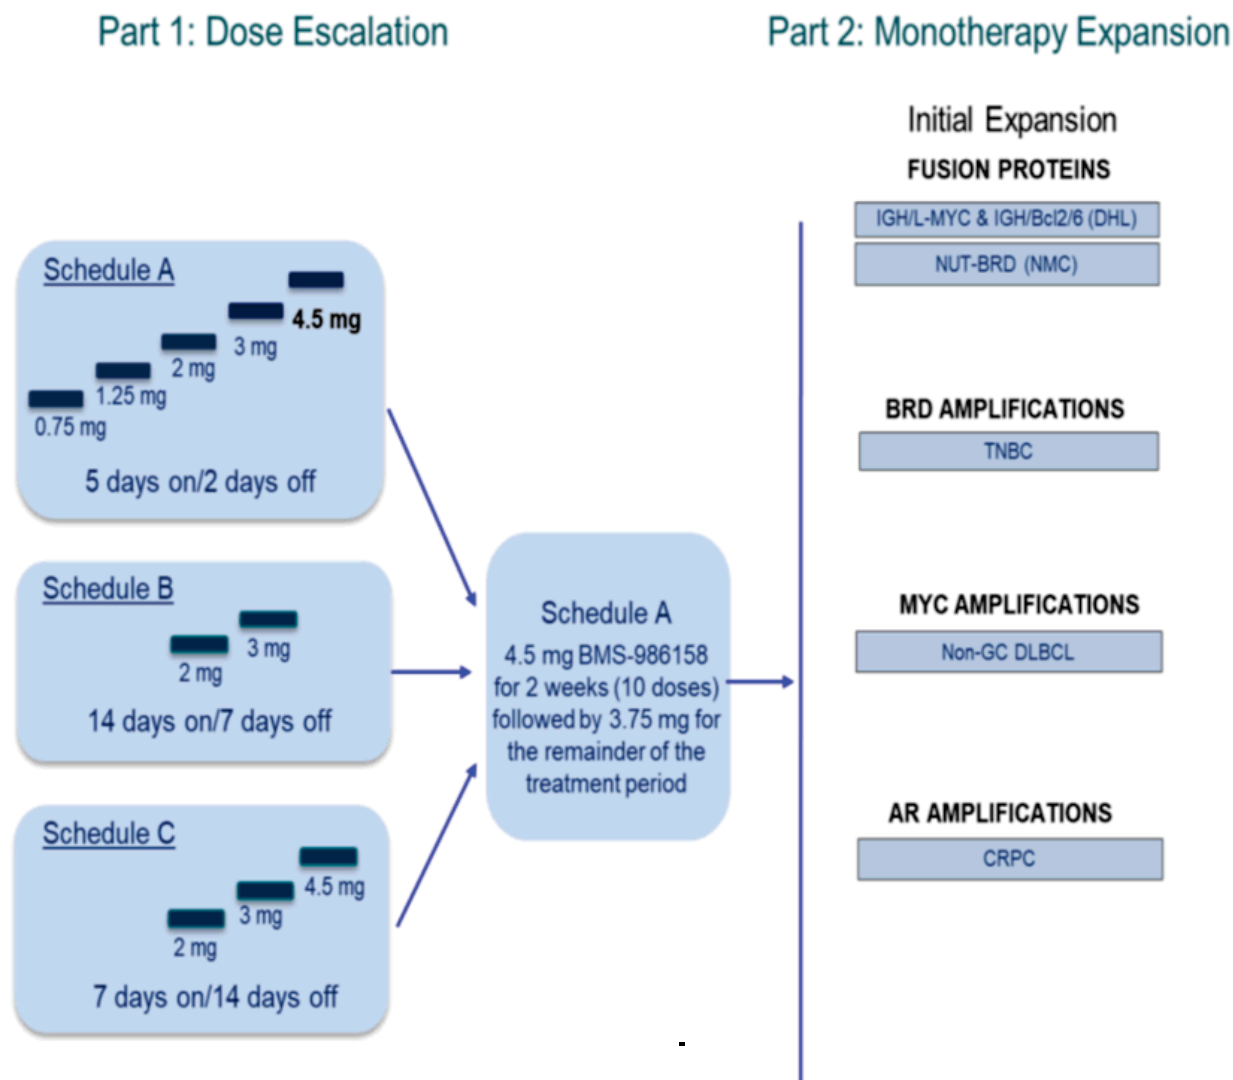 Part 1: Dose Escalation
Part 2: Monotherapy Expansion
Schedule A
4.5 mg
3 mg
2 mg
1.25 mg
0.75 mg
5 days on/2 days off
Schedule B
3 mg
2 mg
14 days on/7 days off
Schedule C
4.5 mg
3 mg
2 mg
7 days on/14 days off
Schedule A
4.5 mg BMS-986158
for 2 weeks (10 doses)
followed by 3.75 mg for
the remainder of the
treatment period
Initial Expansion
FUSION PROTEINS
IGH/L-MYC & IGH/Bcl2/6 (DHL)
NUT-BRD (NMC)
BRD AMPLIFICATIONS
TNBC
MYC AMPLIFICATIONS
Non-GC DLBCL
AR AMPLIFICATIONS
CRPC